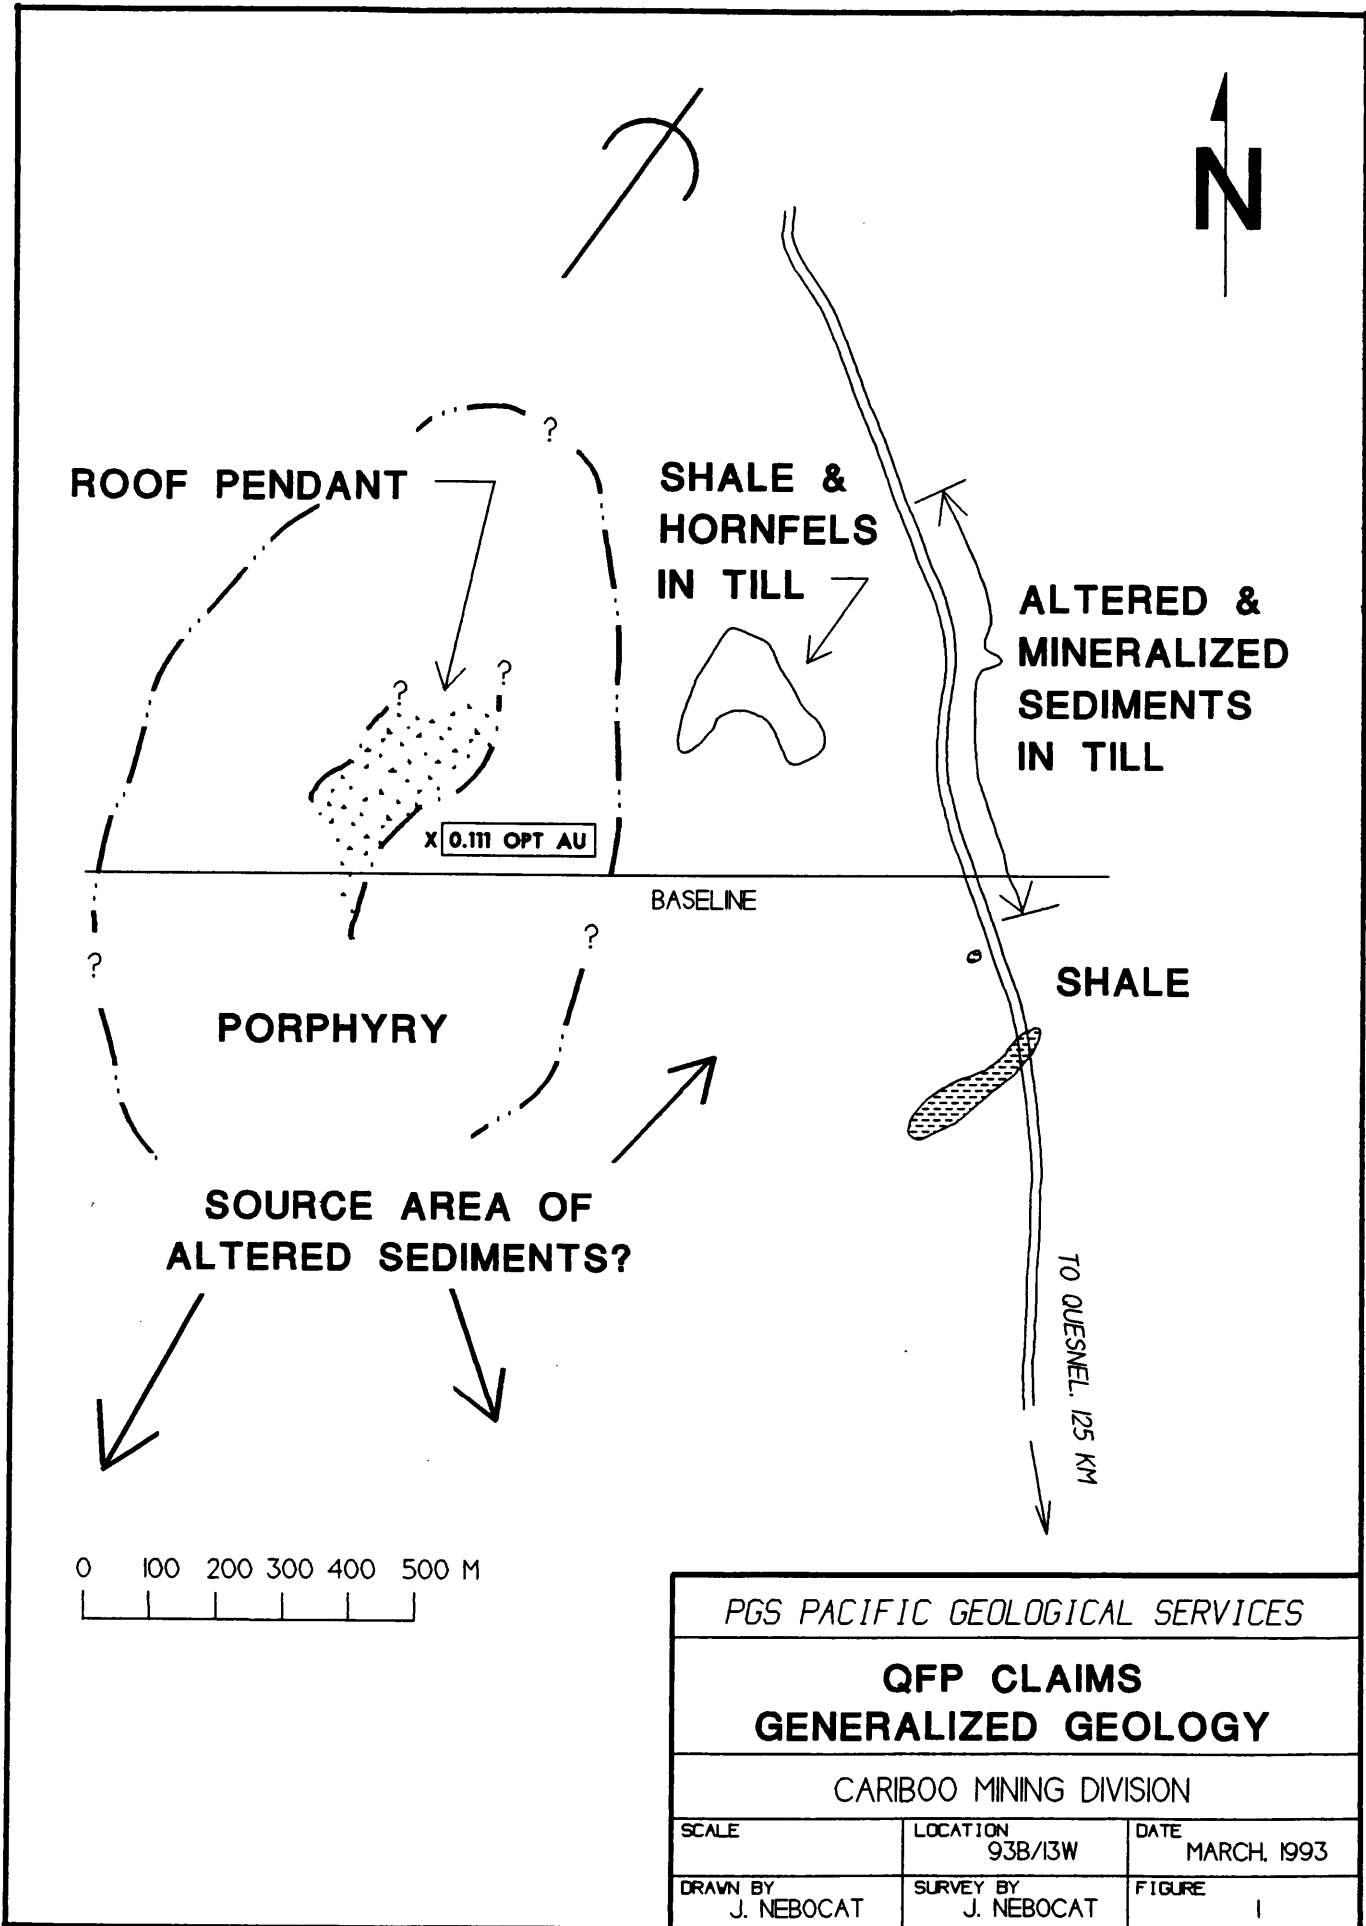 N
?
ROOF PENDANT
SHALE &
HORNFELS
IN TILL
ALTERED &
MINERALIZED
SEDIMENTS
IN TILL
?
?
X 0.111 OPT AU
BASELINE
?
?
SHALE
PORPHYRY
SOURCE AREA OF
ALTERED SEDIMENTS?
TO QUESNEL, 125 KM
0 100 200 300 400 500 M
PGS PACIFIC GEOLOGICAL SERVICES
QFP CLAIMS
GENERALIZED GEOLOGY
CARIBOO MINING DIVISION
SCALE
LOCATION
93B/13W
DATE
MARCH, 1993
DRAWN BY
J. NEBOCAT
SURVEY BY
J. NEBOCAT
FIGURE
1